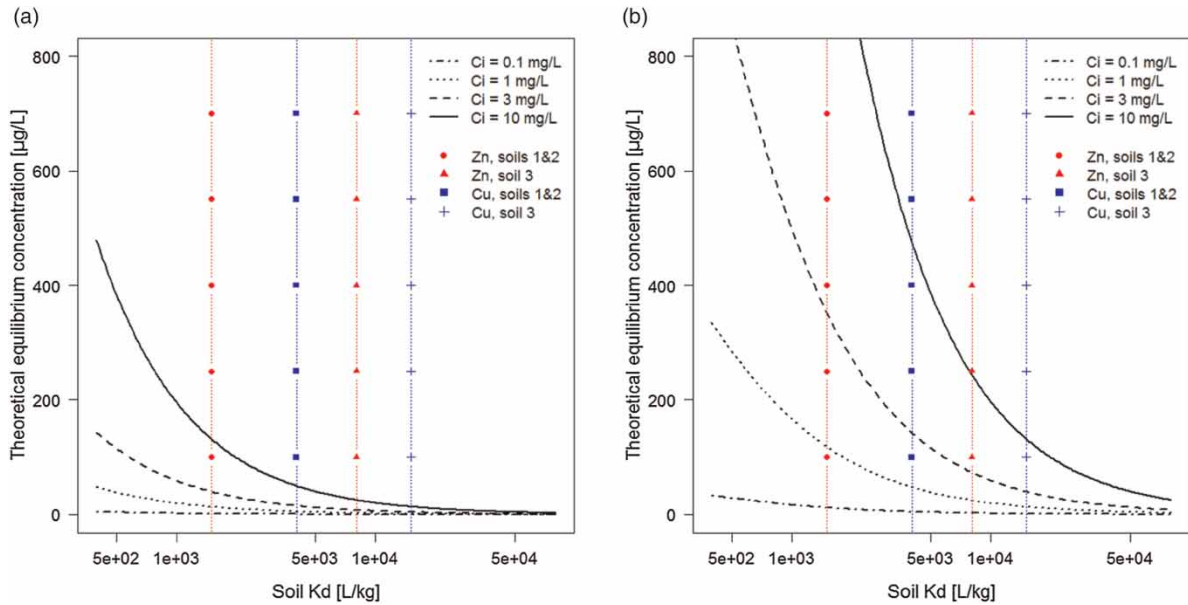 (a)
Theoretical equilibrium concentration [µg/L]
800
600
400
200
0
5e+02 1e+03 5e+03 1e+04 5e+04
Soil Kd [L/kg]
Ci = 0.1 mg/L
Ci = 1 mg/L
Ci = 3 mg/L
Ci = 10 mg/L
Zn, soils 1&2
Zn, soil 3
Cu, soils 1&2
Cu, soil 3
(b)
Theoretical equilibrium concentration [µg/L]
800
600
400
200
0
5e+02 1e+03 5e+03 1e+04 5e+04
Soil Kd [L/kg]
Ci = 0.1 mg/L
Ci = 1 mg/L
Ci = 3 mg/L
Ci = 10 mg/L
Zn, soils 1&2
Zn, soil 3
Cu, soils 1&2
Cu, soil 3